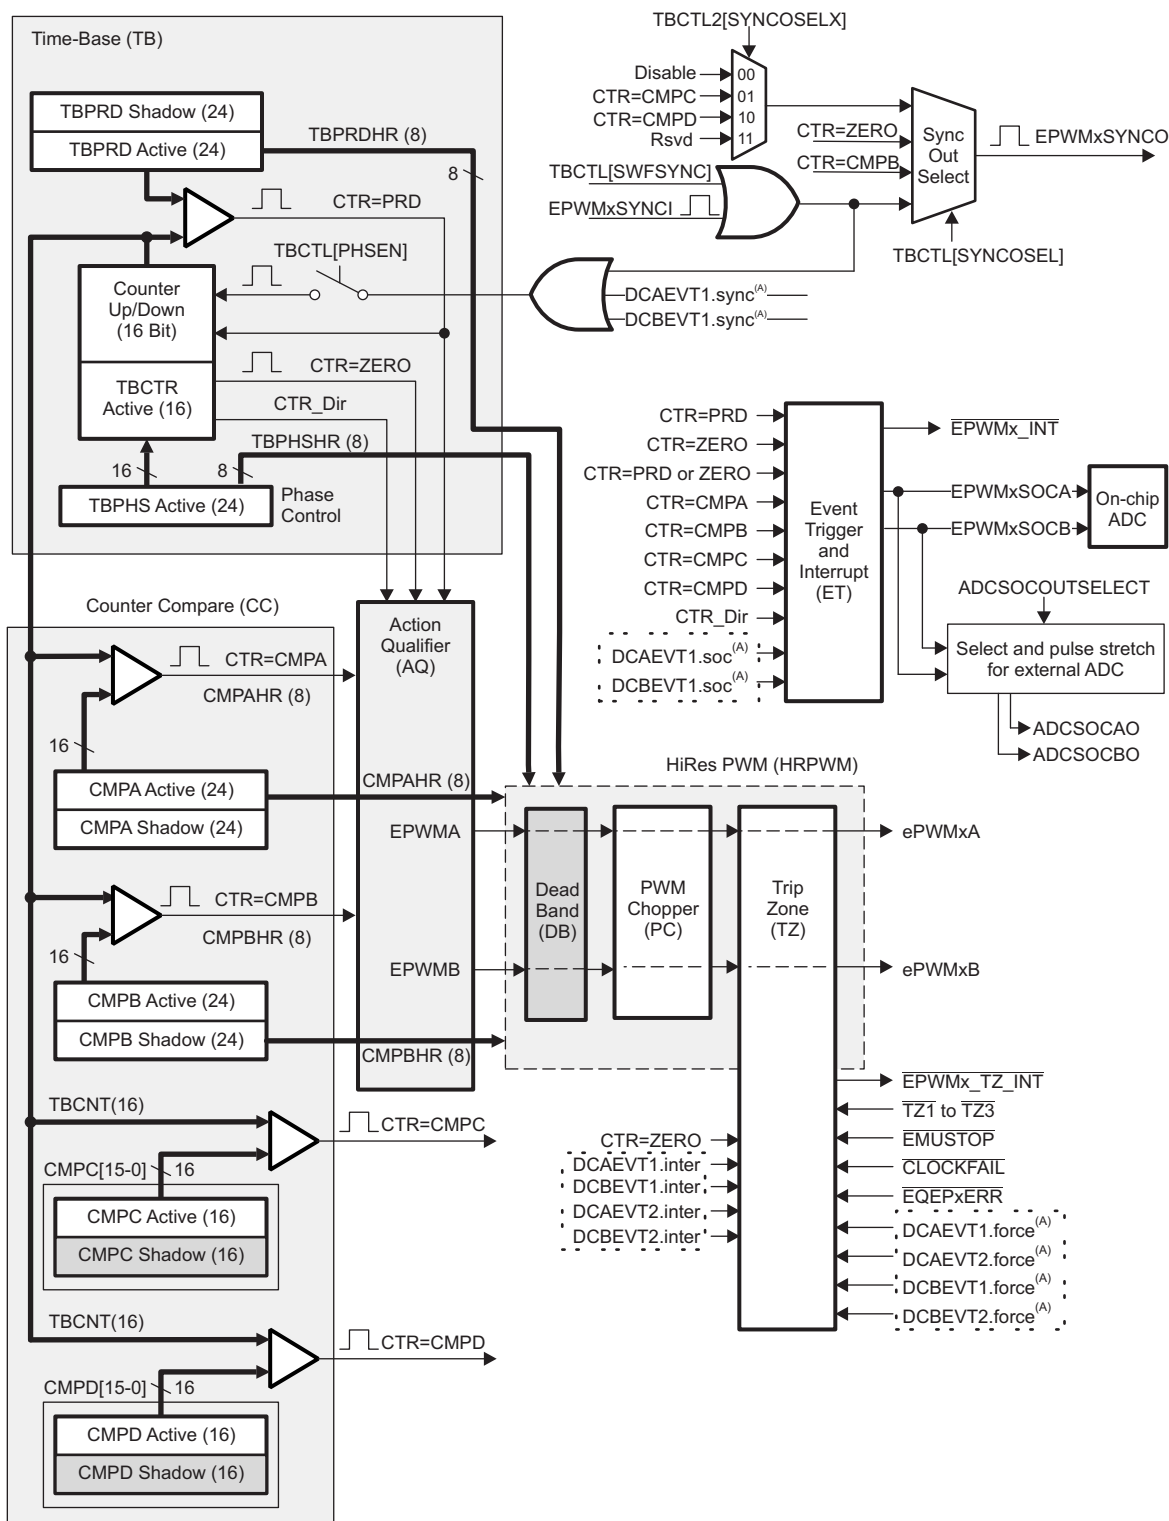 Time-Base (TB)
TBPRD Shadow (24)
TBPRD Active (24)
TBPRDHR (8)
8
CTR=PRD
TBCTL[PHSEN]
Counter
Up/Down
(16 Bit)
TBCTR
Active (16)
CTR=ZERO
CTR_Dir
TBPHSHR (8)
16
8
TBPHS Active (24)
Phase
Control
TBCTL2[SYNCOSELX]
Disable
00
CTR=CMPC
01
CTR=CMPD
10
Rsvd
11
CTR=ZERO
CTR=CMPB
Sync
Out
Select
EPWMxSYNCO
TBCTL[SWFSYNC]
EPWMxSYNCI
TBCTL[SYNCOSEL]
DCAEVT1.sync(A)
DCBEVT1.sync(A)
CTR=PRD
CTR=ZERO
CTR=PRD or ZERO
CTR=CMPA
CTR=CMPB
CTR=CMPC
CTR=CMPD
CTR_Dir
DCAEVT1.soc(A)
DCBEVT1.soc(A)
Event
Trigger
and
Interrupt
(ET)
EPWMx_INT
EPWMxSOCA
EPWMxSOCB
On-chip
ADC
ADCSOCOUTSELECT
Select and pulse stretch
for external ADC
ADCSOCAO
ADCSOCBO
Counter Compare (CC)
CTR=CMPA
CMPAHR (8)
16
CMPA Active (24)
CMPA Shadow (24)
CTR=CMPB
CMPBHR (8)
16
CMPB Active (24)
CMPB Shadow (24)
TBCNT(16)
CTR=CMPC
CMPC[15-0]
16
CMPC Active (16)
CMPC Shadow (16)
TBCNT(16)
CTR=CMPD
CMPD[15-0]
16
CMPD Active (16)
CMPD Shadow (16)
Action
Qualifier
(AQ)
CMPAHR (8)
EPWMA
EPWMB
CMPBHR (8)
HiRes PWM (HRPWM)
Dead
Band
(DB)
PWM
Chopper
(PC)
Trip
Zone
(TZ)
ePWMxA
ePWMxB
CTR=ZERO
DCAEVT1.inter
DCBEVT1.inter
DCAEVT2.inter
DCBEVT2.inter
EPWMx_TZ_INT
TZ1 to TZ3
EMUSTOP
CLOCKFAIL
EQEPxERR
DCAEVT1.force(A)
DCAEVT2.force(A)
DCBEVT1.force(A)
DCBEVT2.force(A)